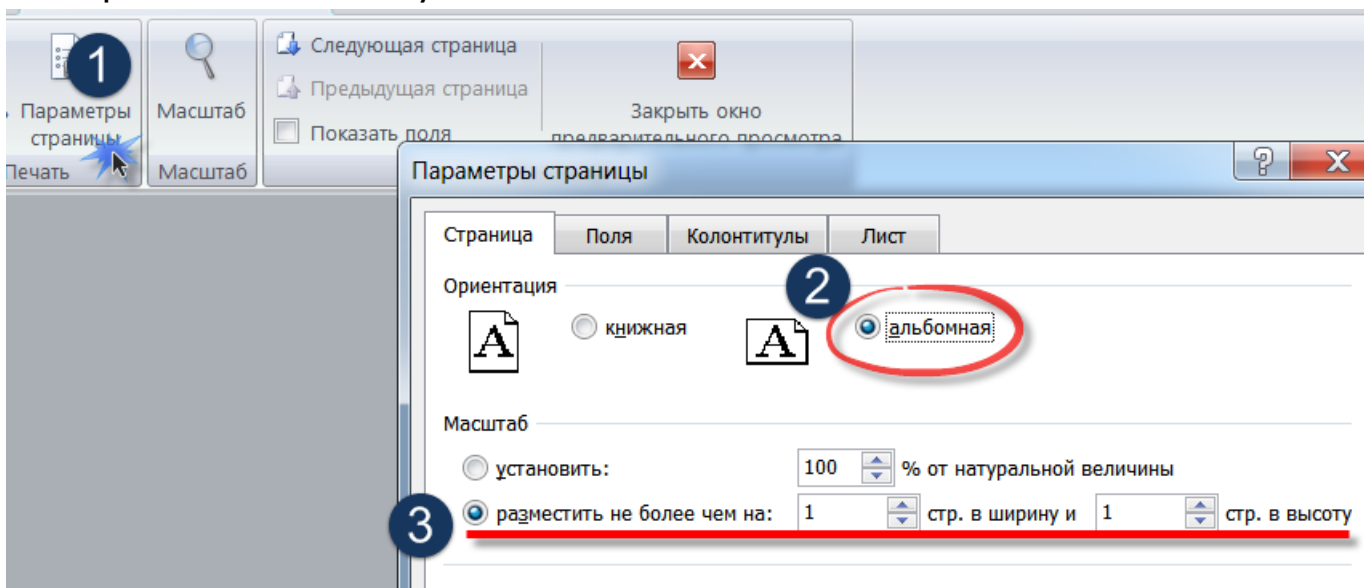 1
Параметры
страницы
Печать
Масштаб
Масштаб
Следующая страница
Предыдущая страница
Показать поля
Закрыть окно
предварительного просмотра
Параметры страницы
Страница
Поля
Колонтитулы
Лист
Ориентация
2
A
книжная
A
альбомная
Масштаб
установить:
100
% от натуральной величины
3
разместить не более чем на:
1
стр. в ширину и
1
стр. в высоту